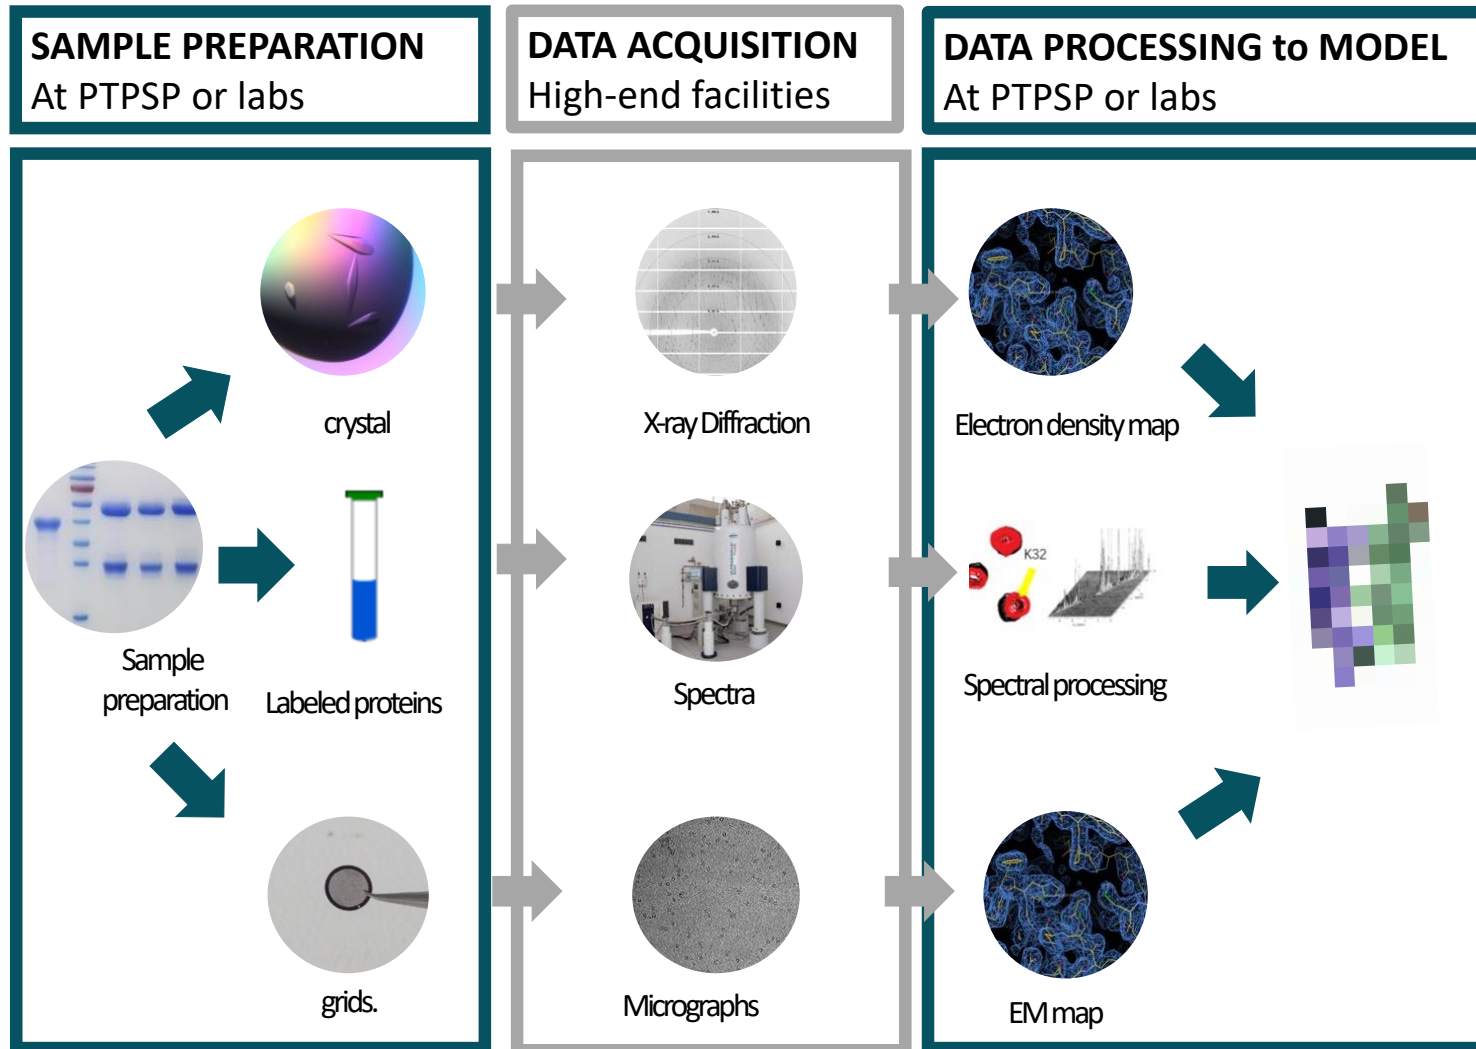 SAMPLE PREPARATION
At PTPSP or labs
DATA ACQUISITION
High-end facilities
DATA PROCESSING to MODEL
At PTPSP or labs
crystal
X-ray Diffraction
Electron density map
K32
Sample
preparation
Labeled proteins
Spectra
Spectral processing
grids.
Micrographs
EM map